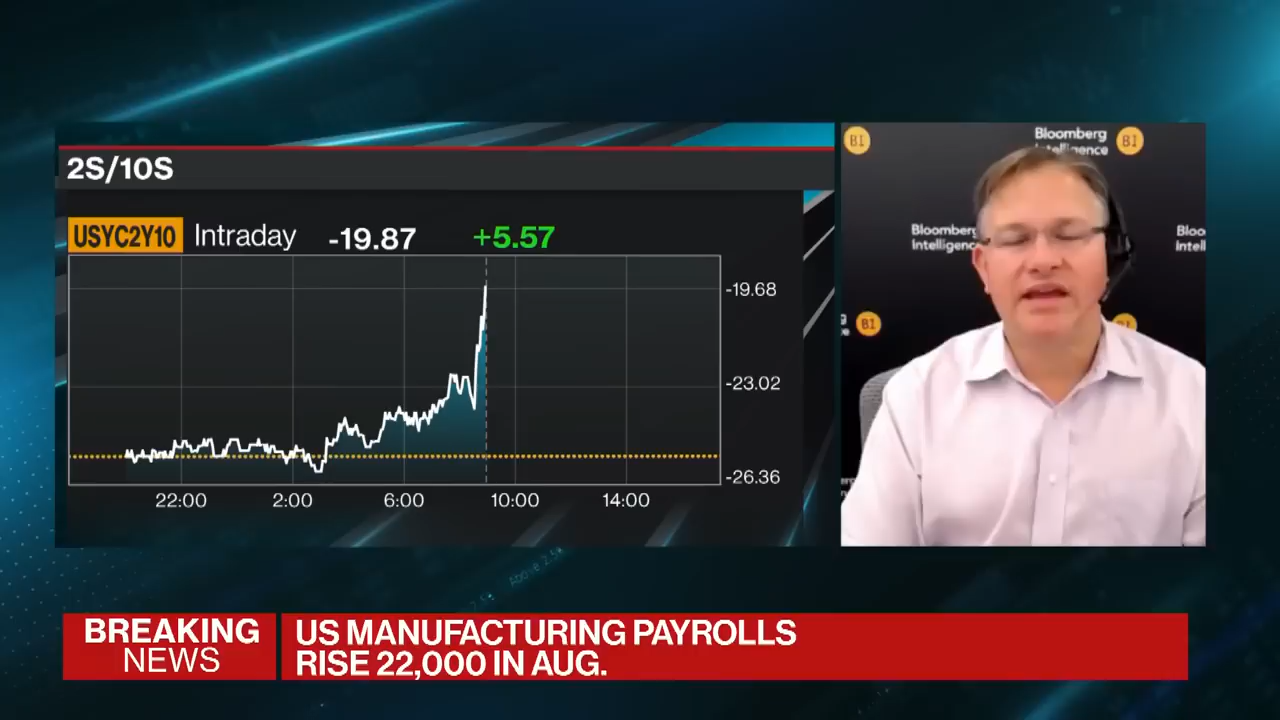 2S/10S
USYC2Y10 Intraday -19.87 +5.57
-19.68
-23.02
-26.36
22:00 2:00 6:00 10:00 14:00
BI Bloomberg Intelligence BI
Bloomberg
Intelligence
BI
BREAKING
NEWS
US MANUFACTURING PAYROLLS
RISE 22,000 IN AUG.